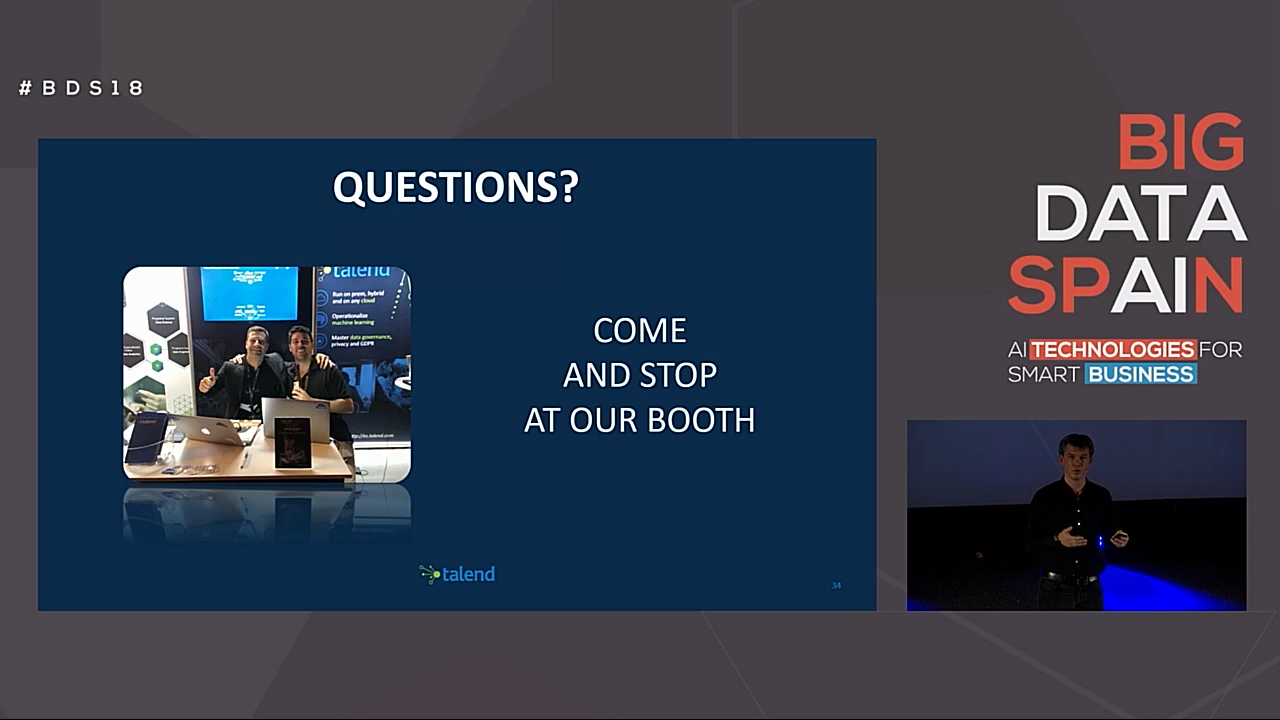 #BDS18
BIG
DATA
SPAIN
AI TECHNOLOGIES FOR
SMART BUSINESS
QUESTIONS?
talend
Run on prem, hybrid
and on any cloud
Operationalize
machine learning
Master data governance,
privacy and GDPR
COME
AND STOP
AT OUR BOOTH
talend
34